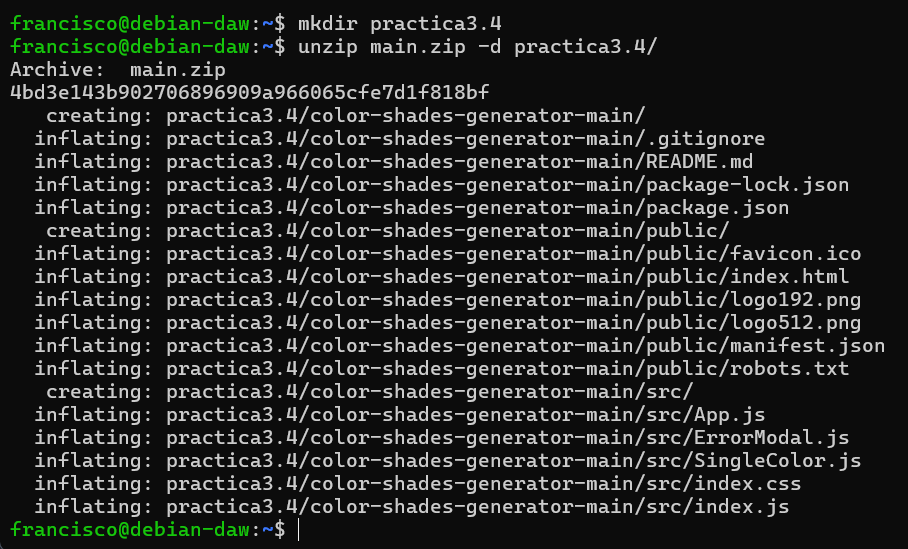 francisco@debian-daw:~$ mkdir practica3.4
francisco@debian-daw:~$ unzip main.zip -d practica3.4/
Archive:  main.zip
4bd3e143b902706896909a966065cfe7d1f818bf
   creating: practica3.4/color-shades-generator-main/
  inflating: practica3.4/color-shades-generator-main/.gitignore
  inflating: practica3.4/color-shades-generator-main/README.md
  inflating: practica3.4/color-shades-generator-main/package-lock.json
  inflating: practica3.4/color-shades-generator-main/package.json
   creating: practica3.4/color-shades-generator-main/public/
  inflating: practica3.4/color-shades-generator-main/public/favicon.ico
  inflating: practica3.4/color-shades-generator-main/public/index.html
  inflating: practica3.4/color-shades-generator-main/public/logo192.png
  inflating: practica3.4/color-shades-generator-main/public/logo512.png
  inflating: practica3.4/color-shades-generator-main/public/manifest.json
  inflating: practica3.4/color-shades-generator-main/public/robots.txt
   creating: practica3.4/color-shades-generator-main/src/
  inflating: practica3.4/color-shades-generator-main/src/App.js
  inflating: practica3.4/color-shades-generator-main/src/ErrorModal.js
  inflating: practica3.4/color-shades-generator-main/src/SingleColor.js
  inflating: practica3.4/color-shades-generator-main/src/index.css
  inflating: practica3.4/color-shades-generator-main/src/index.js
francisco@debian-daw:~$